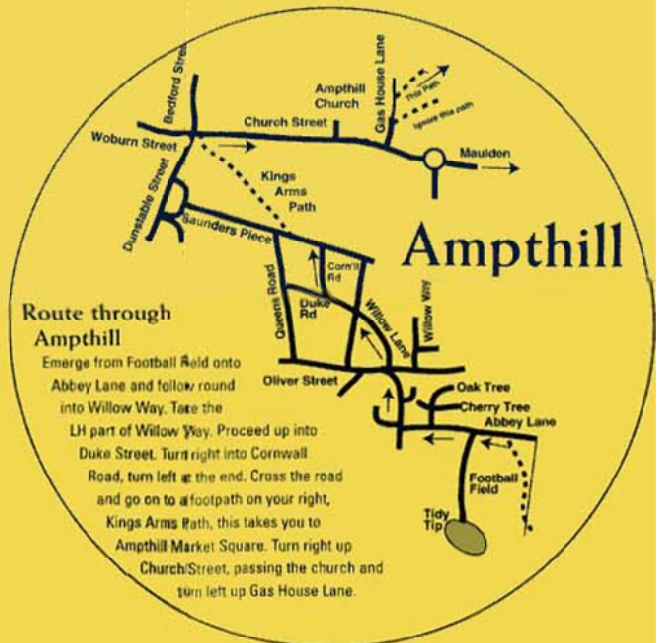 Bedford Street
Woburn Street
Church Street
Ampthill
Church
Gas House Lane
This Path
Ignore this path
Maulden
Dunstable Street
Kings
Arms
Path
Saunders Piece
Ampthill
Corn'll
Rd
Queens Road
Duke
Rd
Willow Lane
Willow Way
Oliver Street
Oak Tree
Cherry Tree
Abbey Lane
Football
Field
Tidy
Tip
Route through
Ampthill
Emerge from Football Field onto
Abbey Lane and follow round
into Willow Way. Take the
LH part of Willow Way. Proceed up into
Duke Street. Turn right into Cornwall
Road, turn left at the end. Cross the road
and go on to a footpath on your right,
Kings Arms Path, this takes you to
Ampthill Market Square. Turn right up
Church Street, passing the church and
turn left up Gas House Lane.